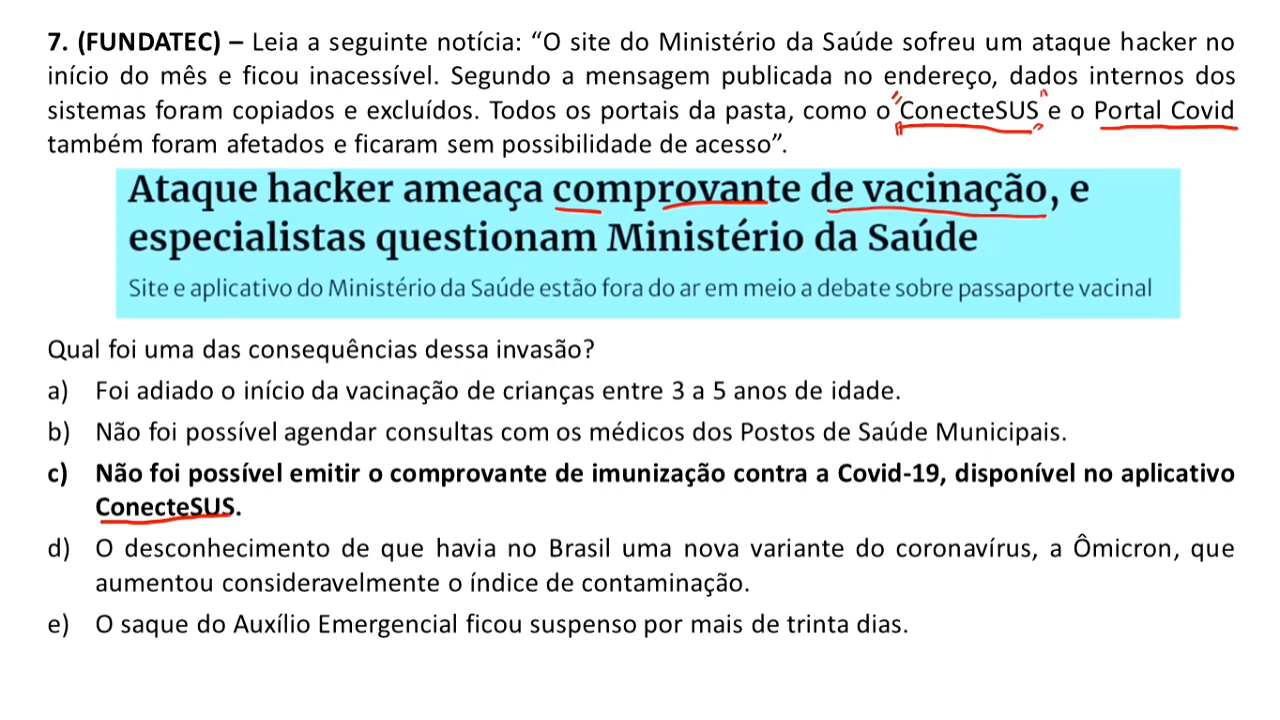 7. (FUNDATEC) – Leia a seguinte notícia: “O site do Ministério da Saúde sofreu um ataque hacker no
início do mês e ficou inacessível. Segundo a mensagem publicada no endereço, dados internos dos
sistemas foram copiados e excluídos. Todos os portais da pasta, como o ConecteSUS e o Portal Covid
também foram afetados e ficaram sem possibilidade de acesso”.
Ataque hacker ameaça comprovante de vacinação, e
especialistas questionam Ministério da Saúde
Site e aplicativo do Ministério da Saúde estão fora do ar em meio a debate sobre passaporte vacinal
Qual foi uma das consequências dessa invasão?
a) Foi adiado o início da vacinação de crianças entre 3 a 5 anos de idade.
b) Não foi possível agendar consultas com os médicos dos Postos de Saúde Municipais.
c) Não foi possível emitir o comprovante de imunização contra a Covid-19, disponível no aplicativo
ConecteSUS.
d) O desconhecimento de que havia no Brasil uma nova variante do coronavírus, a Ômicron, que
aumentou consideravelmente o índice de contaminação.
e) O saque do Auxílio Emergencial ficou suspenso por mais de trinta dias.